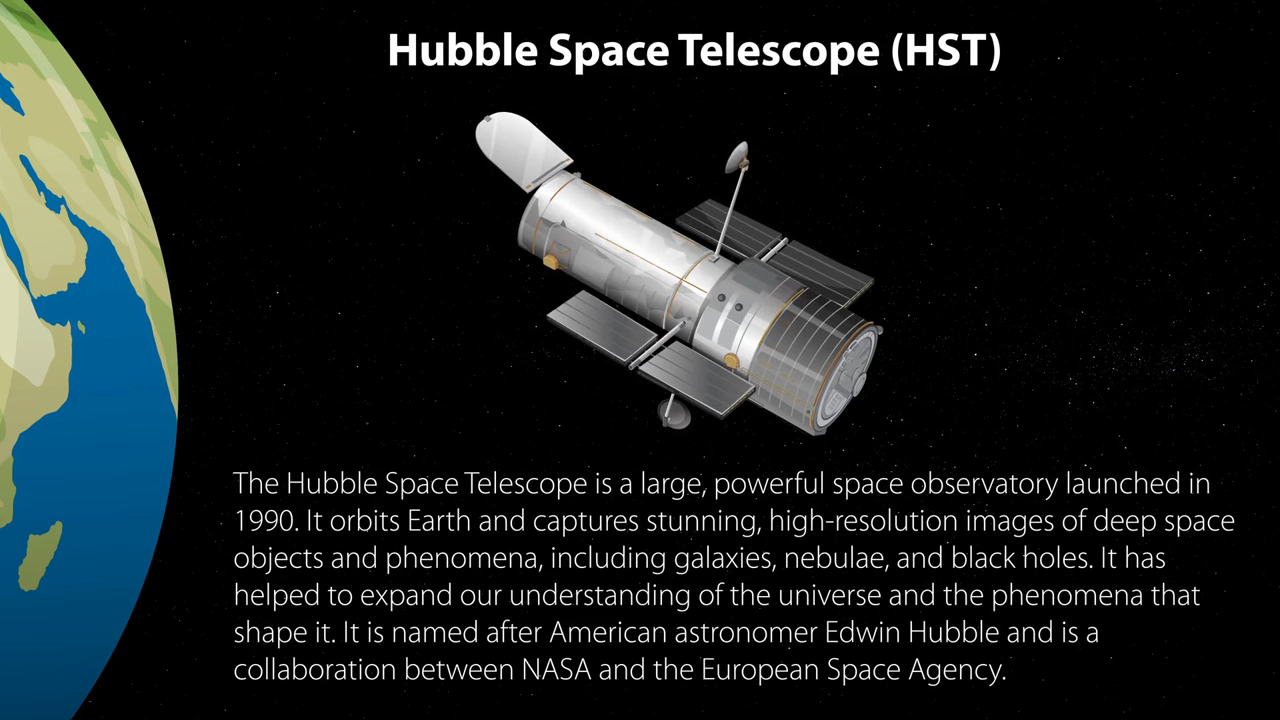 Hubble Space Telescope (HST)
The Hubble Space Telescope is a large, powerful space observatory launched in
1990. It orbits Earth and captures stunning, high-resolution images of deep space
objects and phenomena, including galaxies, nebulae, and black holes. It has
helped to expand our understanding of the universe and the phenomena that
shape it. It is named after American astronomer Edwin Hubble and is a
collaboration between NASA and the European Space Agency.